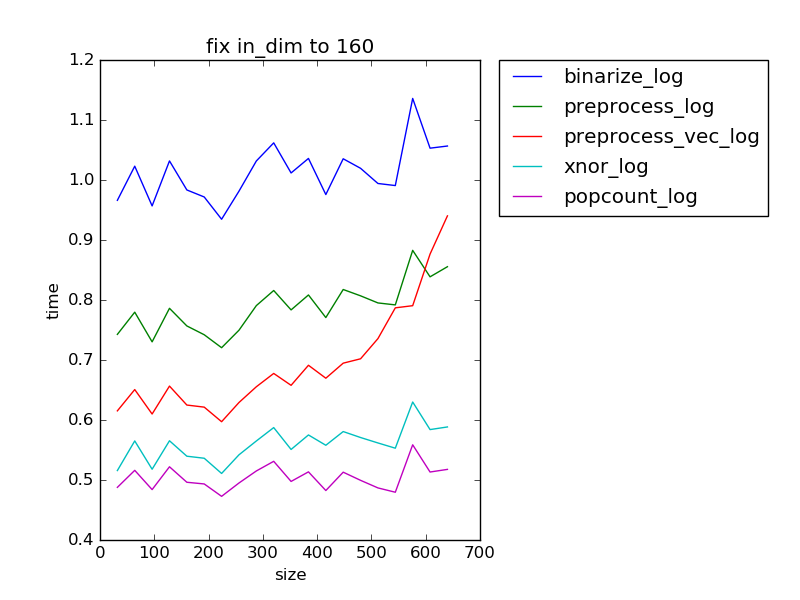 fix in_dim to 160
binarize_log
preprocess_log
preprocess_vec_log
xnor_log
popcount_log
1.2
1.1
1.0
0.9
0.8
0.7
0.6
0.5
0.4
time
0 100 200 300 400 500 600 700
size